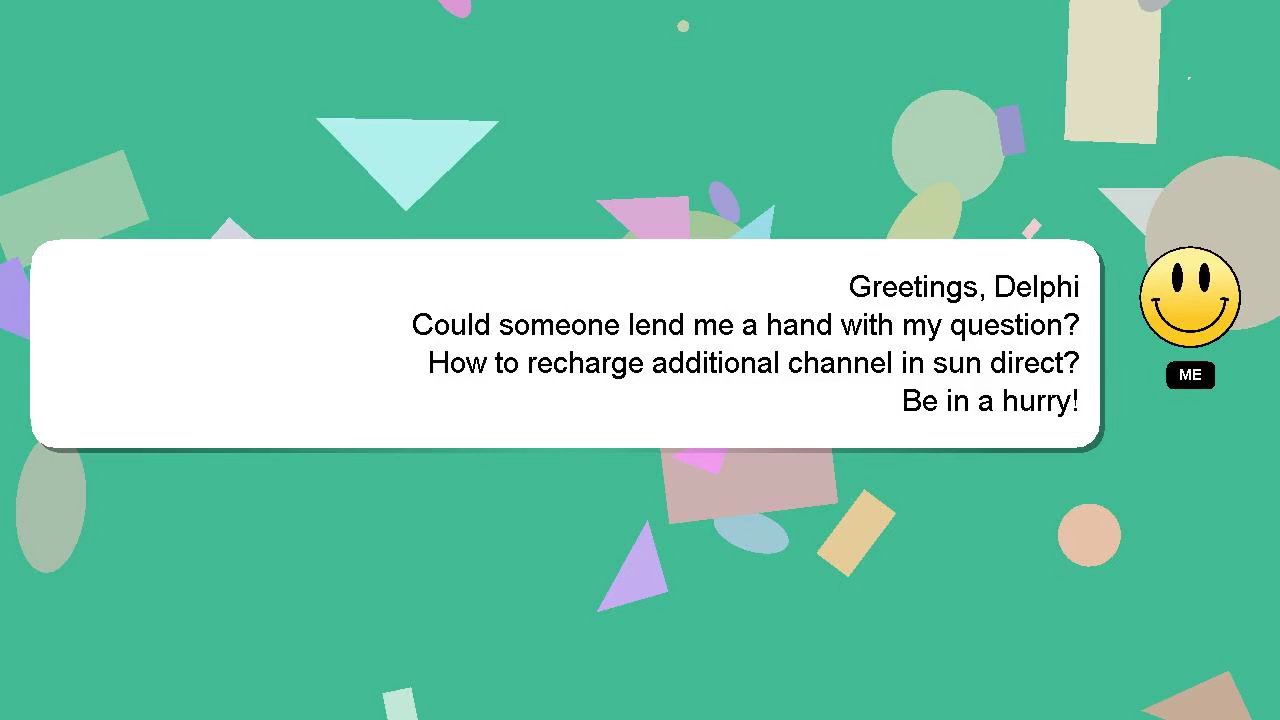 Greetings, Delphi
Could someone lend me a hand with my question?
How to recharge additional channel in sun direct?
Be in a hurry!
ME